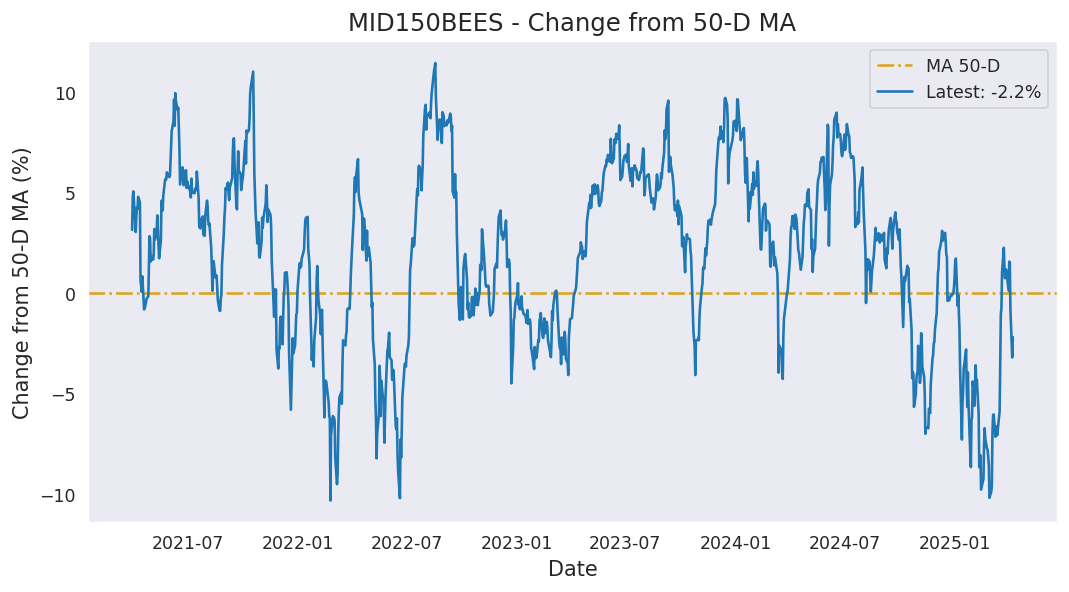 MID150BEES - Change from 50-D MA
MA 50-D
Latest: -2.2%
Change from 50-D MA (%)
10
5
0
−5
−10
2021-07
2022-01
2022-07
2023-01
2023-07
2024-01
2024-07
2025-01
Date